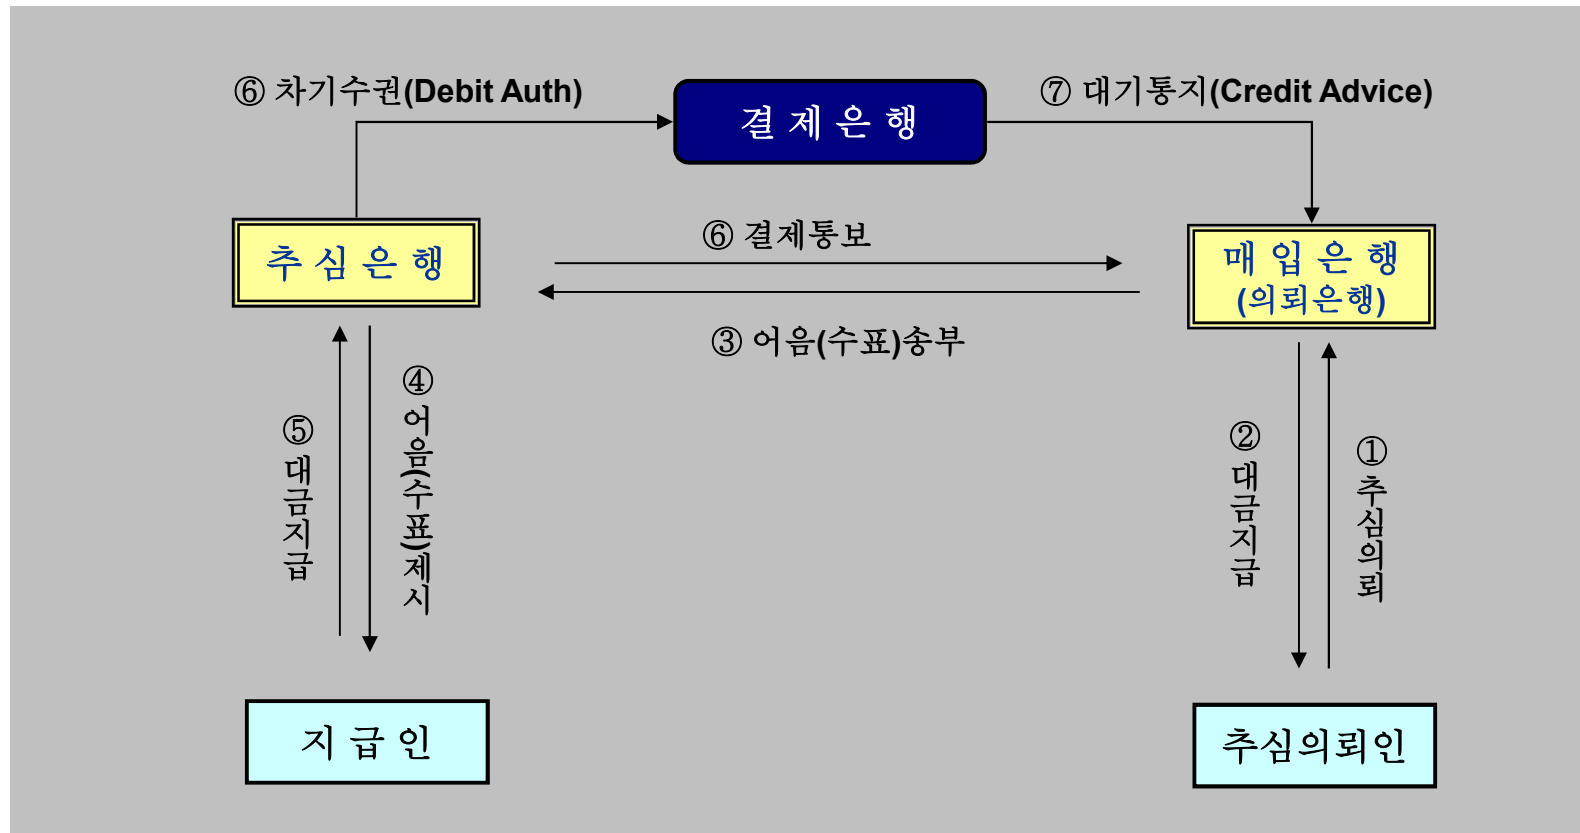 ⑥ 차기수권(Debit Auth)
결 제 은 행
⑦ 대기통지(Credit Advice)
추 심 은 행
⑥ 결제통보
매 입 은 행
(의뢰은행)
③ 어음(수표)송부
④ 어음(수표)제시
⑤ 대금지급
② 대금지급
① 추심의뢰
지 급 인
추심의뢰인